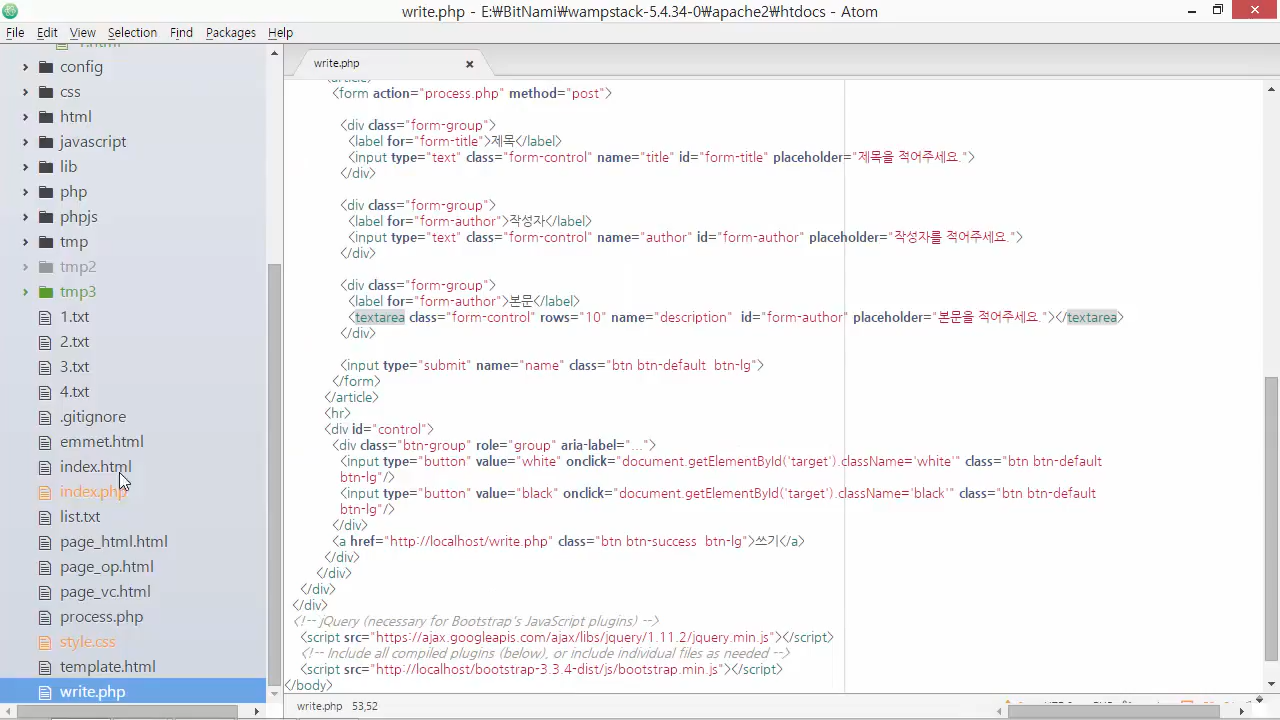 write.php - E:₩BitNami₩wampstack-5.4.34-0₩apache2₩htdocs - Atom
File Edit View Selection Find Packages Help
config
css
html
javascript
lib
php
phpjs
tmp
tmp2
tmp3
1.txt
2.txt
3.txt
4.txt
.gitignore
emmet.html
index.html
index.php
list.txt
page_html.html
page_op.html
page_vc.html
process.php
style.css
template.html
write.php
write.php
<form action="process.php" method="post">
<div class="form-group">
<label for="form-title">제목</label>
<input type="text" class="form-control" name="title" id="form-title" placeholder="제목을 적어주세요.">
</div>
<div class="form-group">
<label for="form-author">작성자</label>
<input type="text" class="form-control" name="author" id="form-author" placeholder="작성자를 적어주세요.">
</div>
<div class="form-group">
<label for="form-author">본문</label>
<textarea class="form-control" rows="10" name="description"  id="form-author" placeholder="본문을 적어주세요."></textarea>
</div>
<input type="submit" name="name" class="btn btn-default  btn-lg">
</form>
</article>
<hr>
<div id="control">
<div class="btn-group" role="group" aria-label="...">
<input type="button" value="white" onclick="document.getElementById('target').className='white'" class="btn btn-default
btn-lg"/>
<input type="button" value="black" onclick="document.getElementById('target').className='black'" class="btn btn-default
btn-lg"/>
</div>
<a href="http://localhost/write.php" class="btn btn-success  btn-lg">쓰기</a>
</div>
</div>
</div>
</div>
<!-- jQuery (necessary for Bootstrap's JavaScript plugins) -->
<script src="https://ajax.googleapis.com/ajax/libs/jquery/1.11.2/jquery.min.js"></script>
<!-- Include all compiled plugins (below), or include individual files as needed -->
<script src="http://localhost/bootstrap-3.3.4-dist/js/bootstrap.min.js"></script>
</body>
write.php 53,52